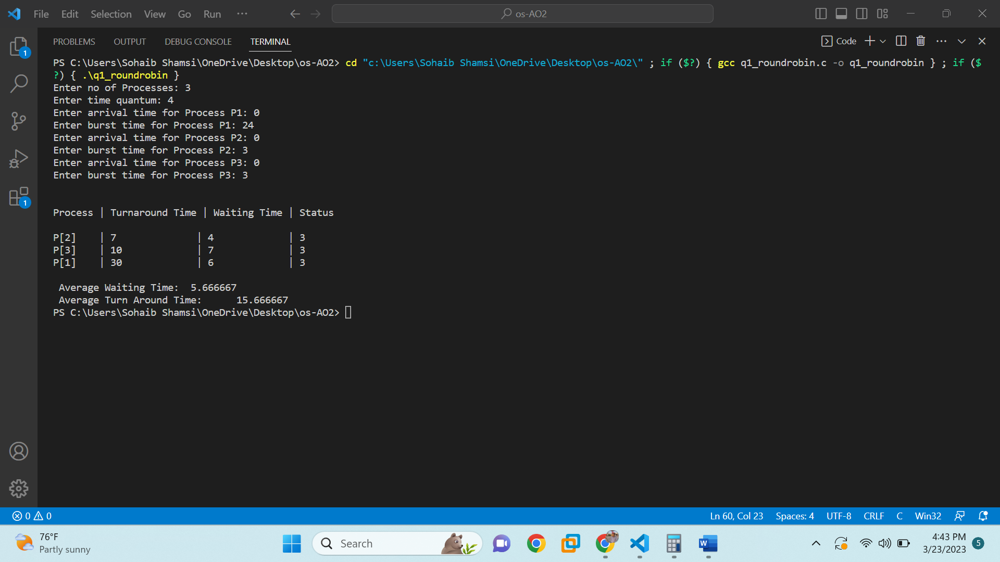 File Edit Selection View Go Run ···
os-AO2
PROBLEMS OUTPUT DEBUG CONSOLE TERMINAL
Code
PS C:\Users\Sohaib Shamsi\OneDrive\Desktop\os-AO2> cd "c:\Users\Sohaib Shamsi\OneDrive\Desktop\os-AO2\" ; if ($?) { gcc q1_roundrobin.c -o q1_roundrobin } ; if ($
?) { .\q1_roundrobin }
Enter no of Processes: 3
Enter time quantum: 4
Enter arrival time for Process P1: 0
Enter burst time for Process P1: 24
Enter arrival time for Process P2: 0
Enter burst time for Process P2: 3
Enter arrival time for Process P3: 0
Enter burst time for Process P3: 3
Process | Turnaround Time | Waiting Time | Status
P[2] | 7 | 4 | 3
P[3] | 10 | 7 | 3
P[1] | 30 | 6 | 3
Average Waiting Time: 5.666667
Average Turn Around Time: 15.666667
PS C:\Users\Sohaib Shamsi\OneDrive\Desktop\os-AO2>
1
1
0 0
Ln 60, Col 23 Spaces: 4 UTF-8 CRLF C Win32
76°F
Partly sunny
Search
W
4:43 PM
3/23/2023
5